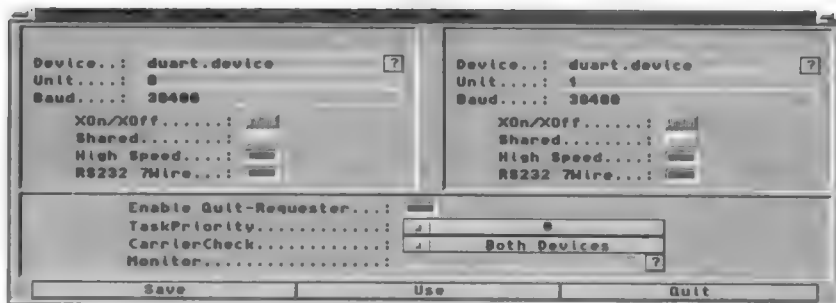 Device..: duart.device ?
Unit....: 0
Baud....: 38400
XOn/XOff......:
Shared........:
High Speed....:
RS232 7Wire...:
Device..: duart.device ?
Unit....: 1
Baud....: 38400
XOn/XOff......:
Shared........:
High Speed....:
RS232 7Wire...:
Enable Quit-Requester...:
TaskPriority............: 0
CarrierCheck............: Both Devices
Monitor.................: ?
Save Use Quit